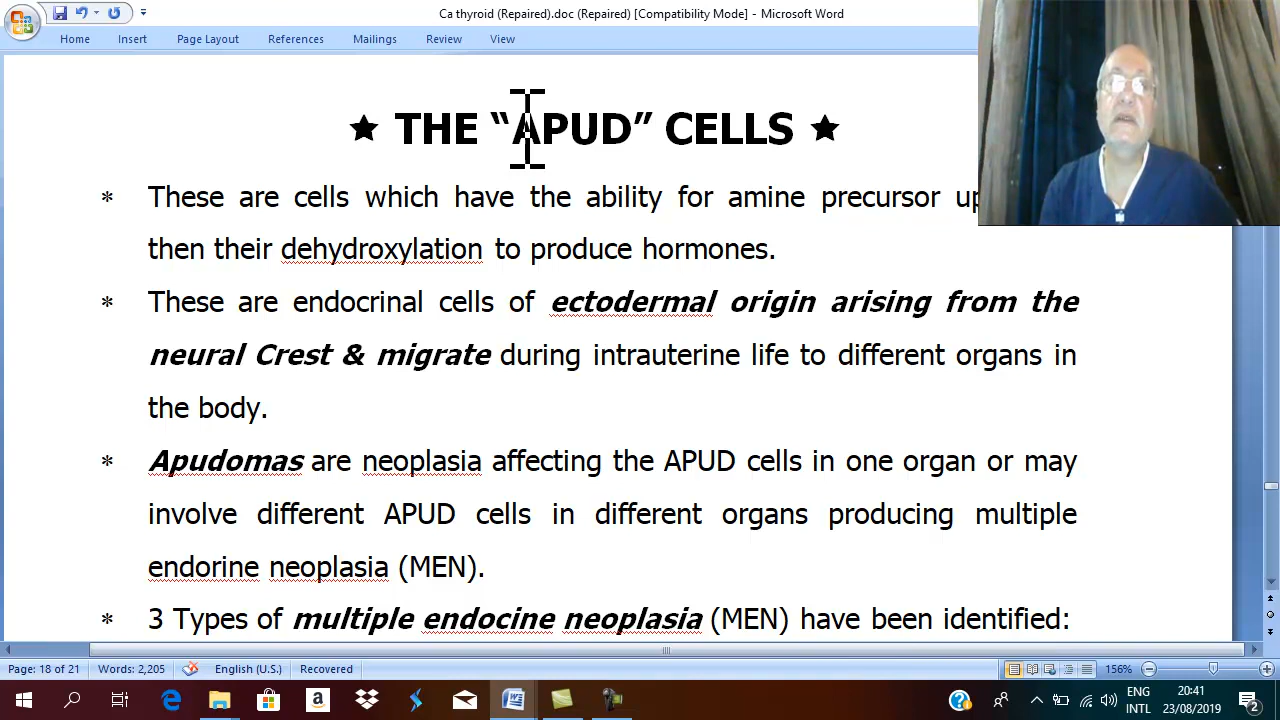 Ca thyroid (Repaired).doc (Repaired) [Compatibility Mode] - Microsoft Word
Home Insert Page Layout References Mailings Review View
★ THE “APUD” CELLS ★
* These are cells which have the ability for amine precursor
then their dehydroxylation to produce hormones.
* These are endocrinal cells of ectodermal origin arising from the
neural Crest & migrate during intrauterine life to different organs in
the body.
* Apudomas are neoplasia affecting the APUD cells in one organ or may
involve different APUD cells in different organs producing multiple
endorine neoplasia (MEN).
* 3 Types of multiple endocine neoplasia (MEN) have been identified:
Page: 18 of 21 Words: 2,205 English (U.S.) Recovered 156%
ENG 20:41
INTL 23/08/2019 2